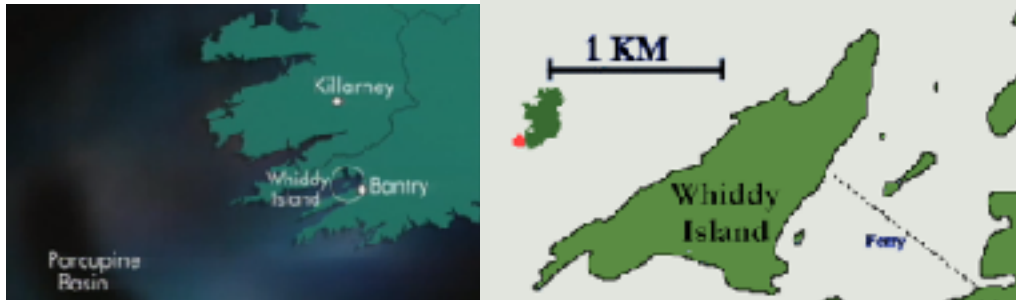 Killarney
Whiddy
Island
Bantry
Porcupine
Basin
1 KM
Whiddy
Island
Ferry